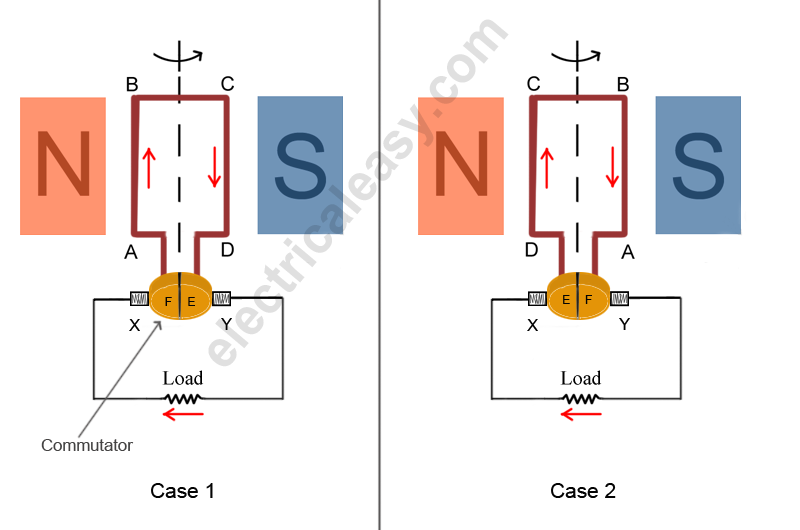 electricaleasy.com
B C
N S
A D
F E
X Y
Load
Commutator
Case 1
C B
N S
D A
E F
X Y
Load
Case 2